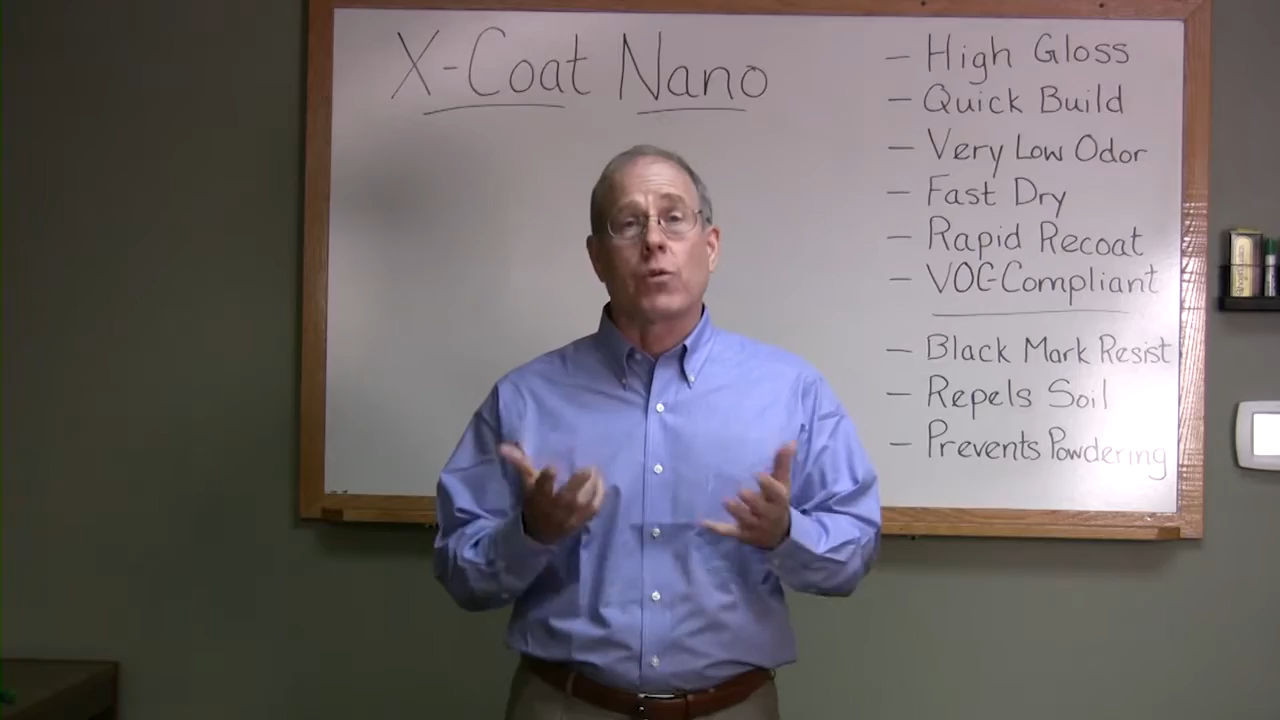 X-Coat Nano
- High Gloss
- Quick Build
- Very Low Odor
- Fast Dry
- Rapid Recoat
- VOC-Compliant
- Black Mark Resist
- Repels Soil
- Prevents Powdering